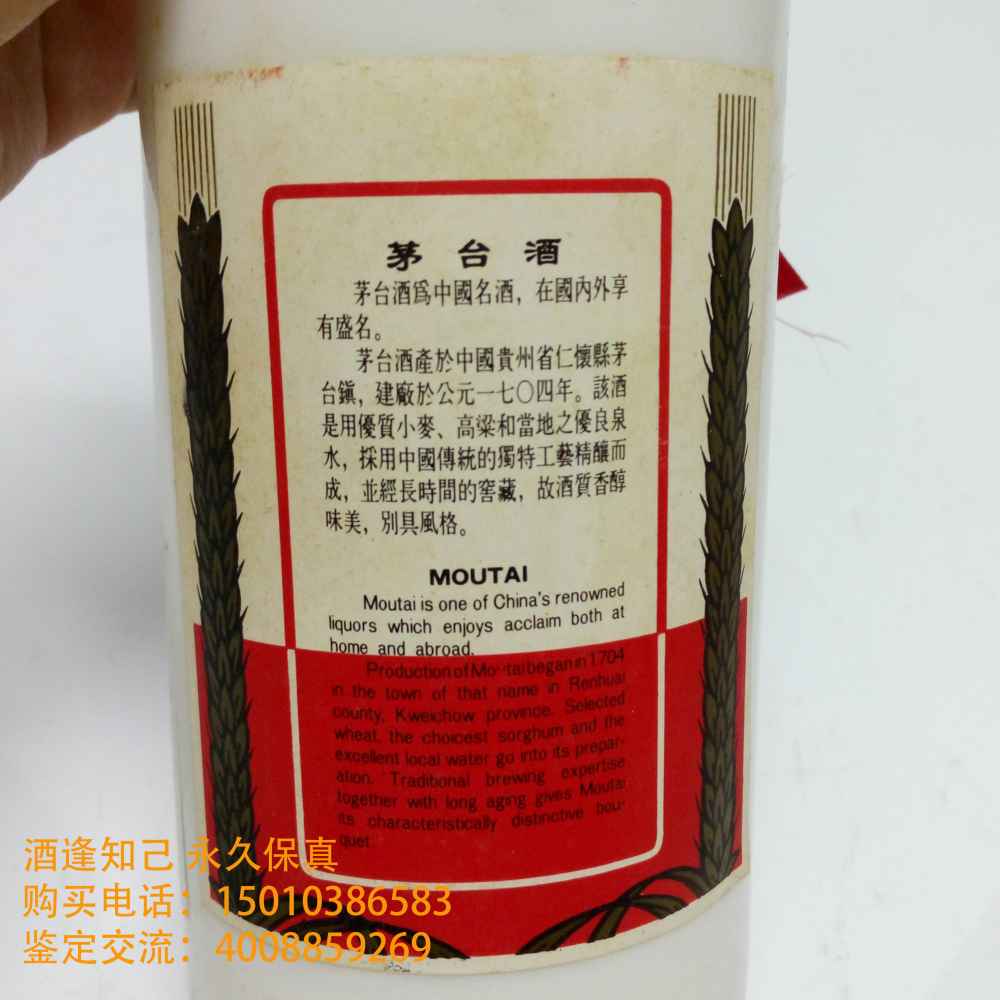 茅台酒
茅台酒爲中國名酒，在國內外享
有盛名。
茅台酒產於中國貴州省仁懷縣茅
台鎮，建廠於公元一七〇四年。該酒
是用優質小麥、高粱和當地之優良泉
水，採用中國傳統的獨特工藝精釀而
成，並經長時間的窖藏，故酒質香醇
味美，別具風格。
MOUTAI
Moutai is one of China's renowned
liquors which enjoys acclaim both at
home and abroad.
Production of Moutai began in 1704
in the town of that name in Renhuai
county, Kweichow province. Selected
wheat, the choicest sorghum and the
excellent local water go into its prepar-
ation. Traditional brewing expertise
together with long aging gives Moutai
its characteristically distinctive bou-
quet.
酒逢知己 永久保真
购买电话：15010386583
鉴定交流：4008859269